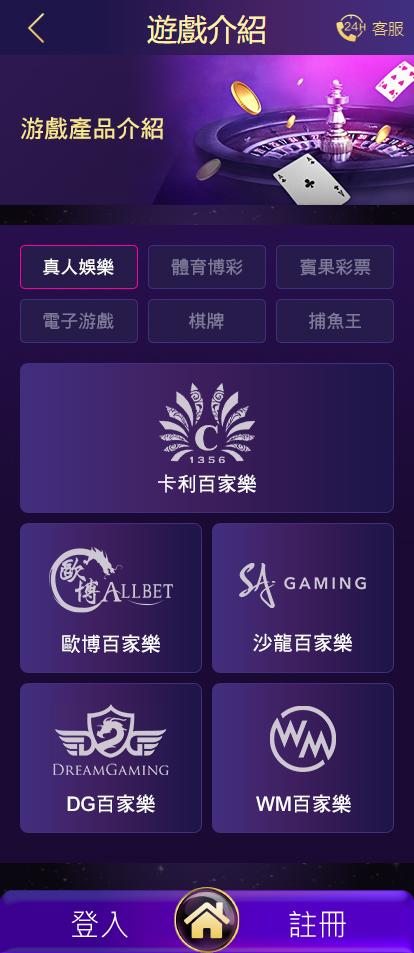 遊戲介紹
24H 客服
游戲產品介紹
真人娛樂 體育博彩 賓果彩票
電子游戲 棋牌 捕魚王
C
1356
卡利百家樂
歐博 ALLBET
SA GAMING
歐博百家樂 沙龍百家樂
DG
DREAMGAMING
WM
DG百家樂 WM百家樂
登入 註冊